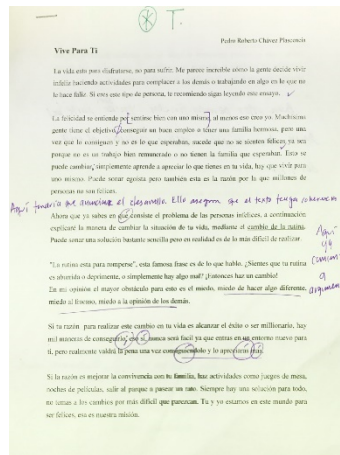 T.
Pedro Roberto Chávez Plascencia
Vive Para Ti
La vida esto para disfrutarse, no para sufrir. Me parece increíble cómo la gente decide vivir
infeliz haciendo actividades para complacer a los demás o trabajando en algo en lo que no
le hace feliz. Si eres este tipo de persona, te recomiendo sigas leyendo este ensayo.
La felicidad se entiende por sentirse bien con uno mismo, al menos eso creo yo. Muchísima
gente tiene el objetivo conseguir un buen empleo o tener una familia hermosa, pero una
vez que lo consiguen y no es lo que esperaban, sucede que no se sienten felices, ya sea
porque no es un trabajo bien remunerado o no tienen la familia que esperaban. Esto se
puede cambiar, simplemente aprende a apreciar lo que tienes en tu vida, hay que vivir para
uno mismo. Puede sonar egoísta pero también esta es la razón por la que millones de
personas no son felices.
Aquí tendría que anunciarse el desarrollo. Ello asegura que el texto tenga coherencia
Ahora que ya sabes en que consiste el problema de las personas infelices, a continuación
explicaré la manera de cambiar la situación de tu vida, mediante el cambio de la rutina.
Puede sonar una solución bastante sencilla pero en realidad es de lo más difícil de realizar.
Aquí
ya
a
"La rutina esta para romperse", esta famosa frase es de lo que hablo. ¿Sientes que tu rutina
es aburrida o deprimente, o simplemente hay algo mal? ¡Entonces haz un cambio!
En mi opinión el mayor obstáculo para esto es el miedo, miedo de hacer algo diferente,
miedo al fracaso, miedo a la opinión de los demás.
Si tu razón para realizar este cambio en tu vida es alcanzar el éxito o ser millonario, hay
mil maneras de conseguirlo, eso sí, nunca será fácil ya que entras en un entorno nuevo para
ti, pero realmente valdrá la pena una vez consiguiéndolo y lo apreciaras más.
Si la razón es mejorar la convivencia con tu familia, haz actividades como juegos de mesa,
noches de películas, salir al parque a pasear un rato. Siempre hay una solución para todo,
no temas a los cambios por más difícil que parezcan. Tu y yo estamos en este mundo para
ser felices, esa es nuestra misión.